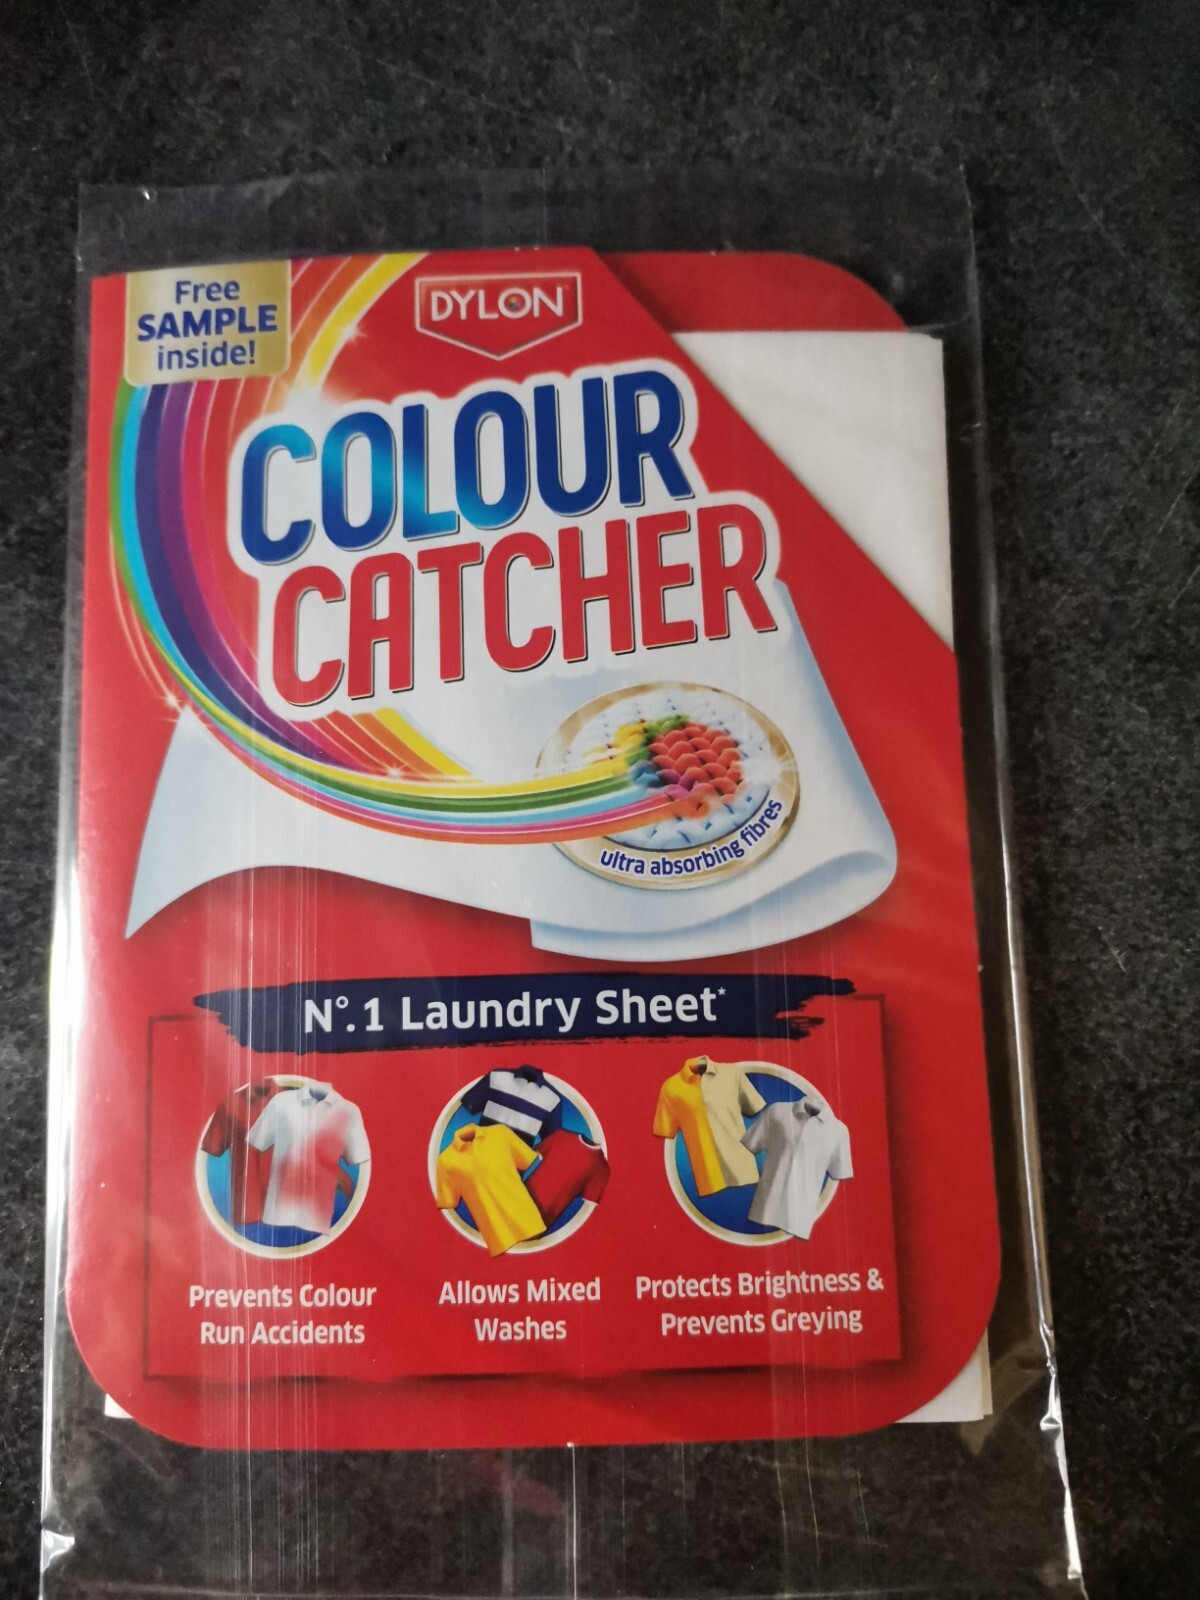 Free
SAMPLE
inside!
DYLON
COLOUR
CATCHER
ultra absorbing fibres
Nº.1 Laundry Sheet*
Prevents Colour
Run Accidents
Allows Mixed
Washes
Protects Brightness &
Prevents Greying